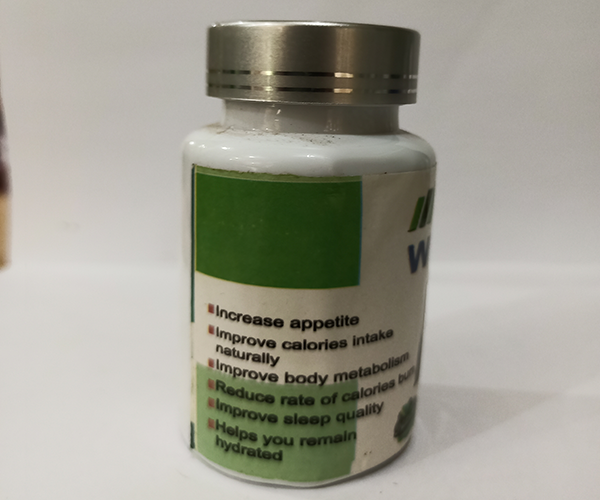 Increase appetite
Improve calories intake
naturally
Improve body metabolism
Reduce rate of calories burn
Improve sleep quality
Helps you remain
hydrated
W